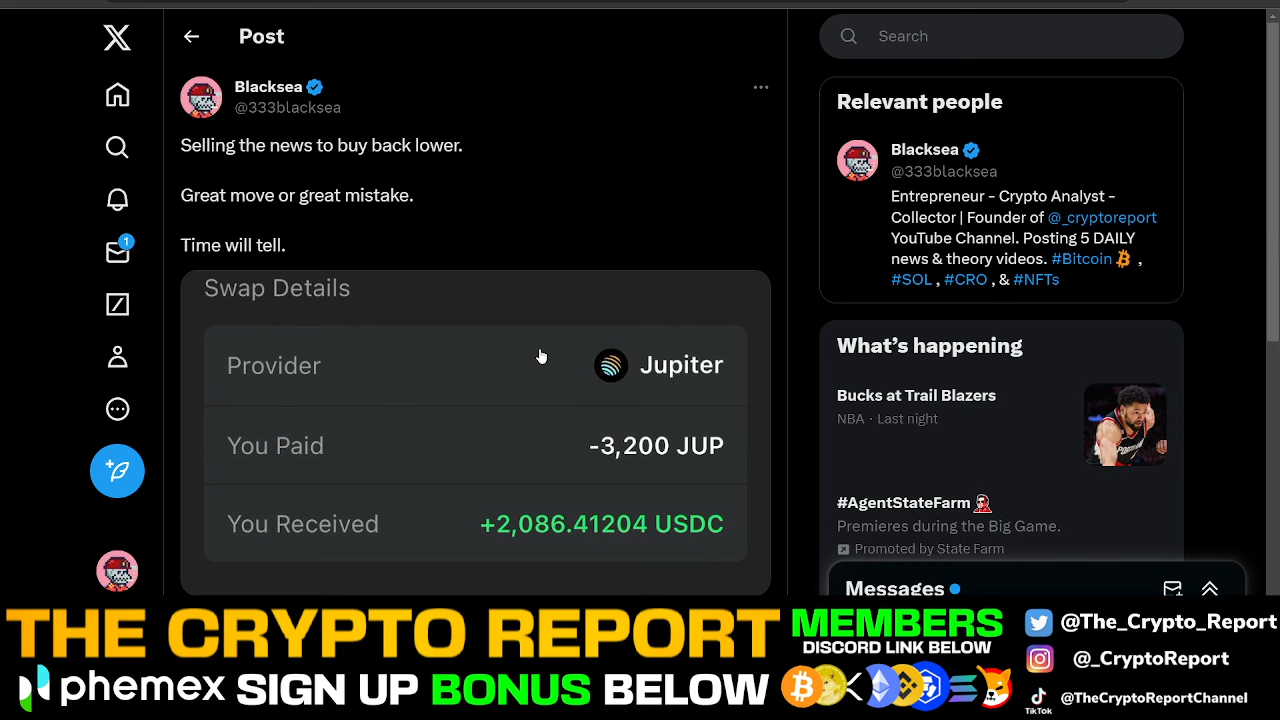 Post
Blacksea
@333blacksea
Selling the news to buy back lower.
Great move or great mistake.
Time will tell.
Swap Details
Provider
Jupiter
You Paid
-3,200 JUP
You Received
+2,086.41204 USDC
Search
Relevant people
Blacksea
@333blacksea
Entrepreneur - Crypto Analyst -
Collector | Founder of @_cryptoreport
YouTube Channel. Posting 5 DAILY
news & theory videos. #Bitcoin ,
#SOL , #CRO , & #NFTs
What’s happening
Bucks at Trail Blazers
NBA · Last night
#AgentStateFarm
Premieres during the Big Game.
Promoted by State Farm
Messages
1
THE CRYPTO REPORT
phemex SIGN UP BONUS BELOW
MEMBERS
DISCORD LINK BELOW
@The_Crypto_Report
@_CryptoReport
TikTok
@TheCryptoReportChannel